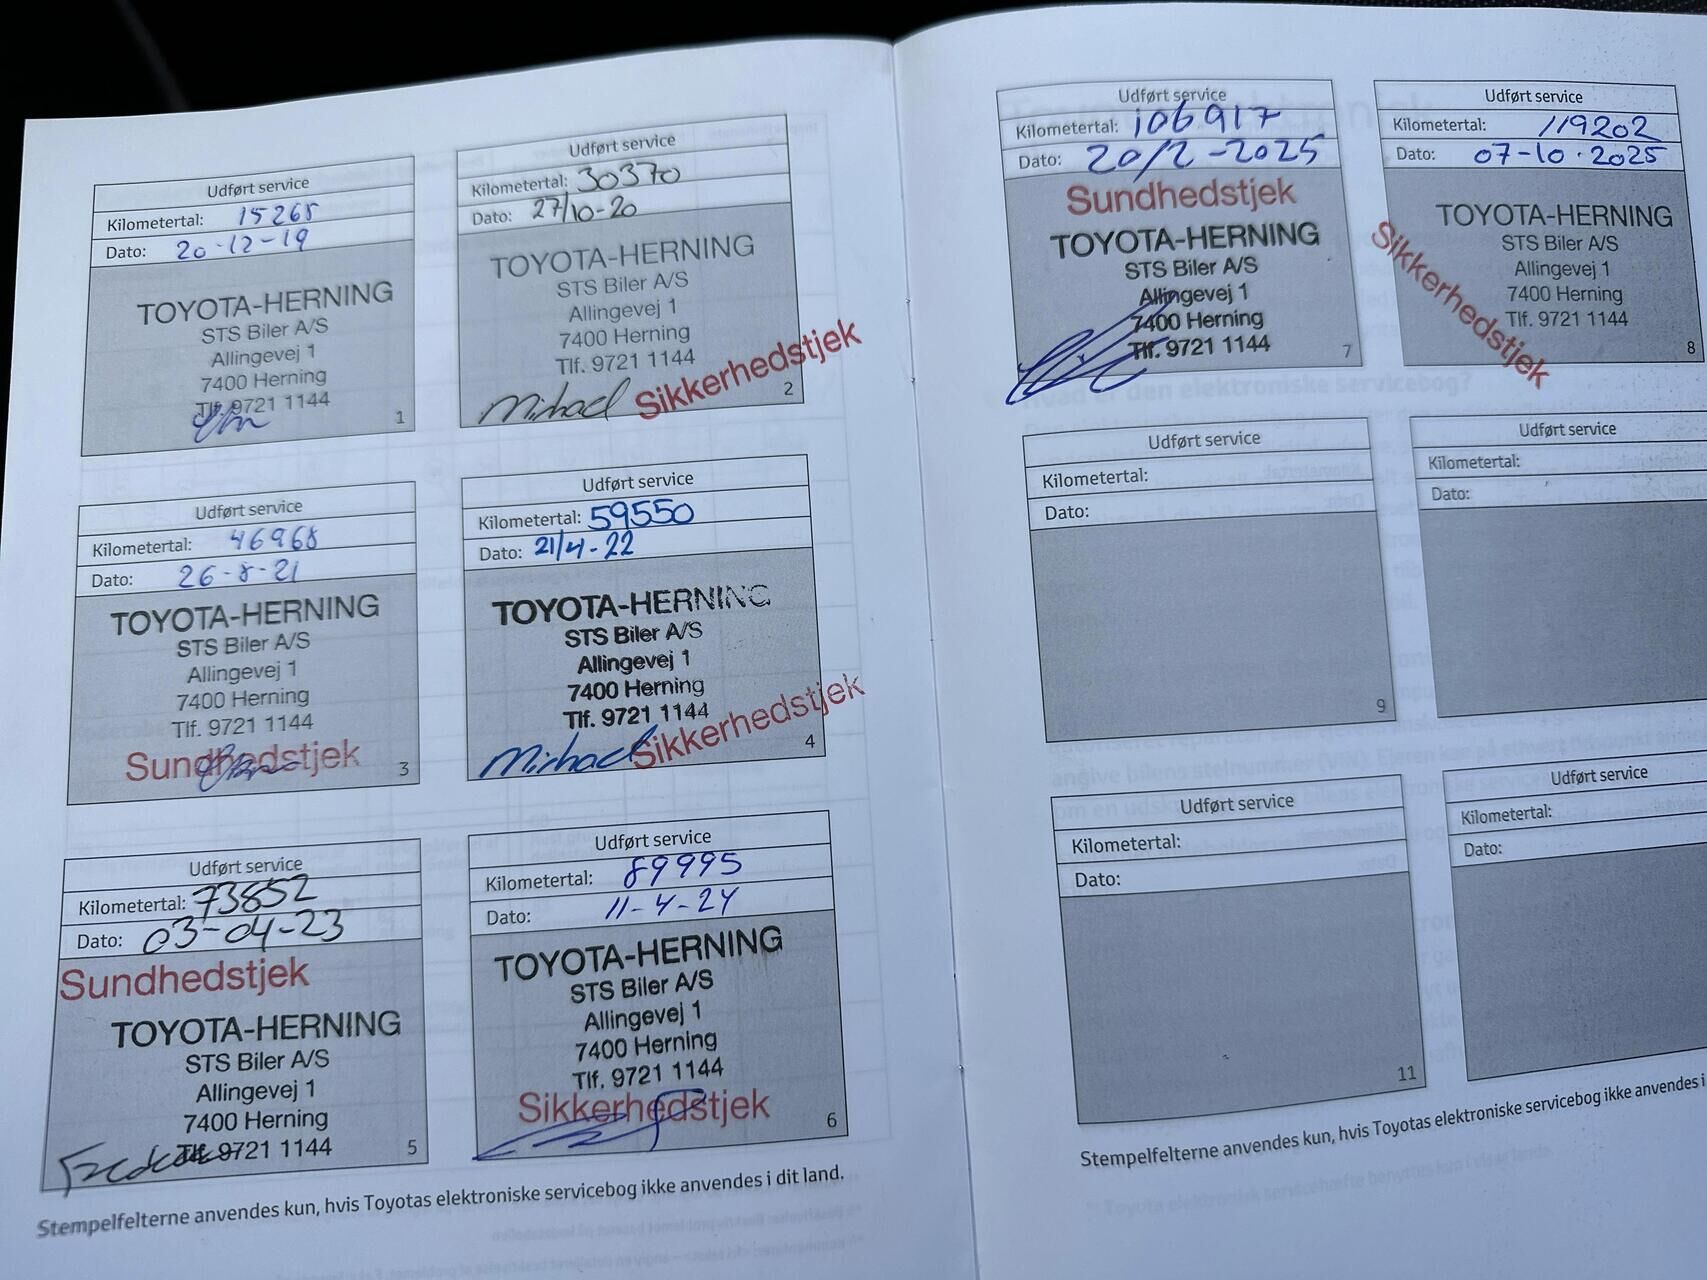 Udført service
Kilometertal: 15265
Dato: 20-12-19
TOYOTA-HERNING
STS Biler A/S
Allingevej 1
7400 Herning
Tlf. 9721 1144
1
Udført service
Kilometertal: 30370
Dato: 27/10-20
TOYOTA-HERNING
STS Biler A/S
Allingevej 1
7400 Herning
Tlf. 9721 1144
Michael Sikkerhedstjek
2
Udført service
Kilometertal: 46968
Dato: 26-8-21
TOYOTA-HERNING
STS Biler A/S
Allingevej 1
7400 Herning
Tlf. 9721 1144
Sundhedstjek
3
Udført service
Kilometertal: 59550
Dato: 21/4-22
TOYOTA-HERNING
STS Biler A/S
Allingevej 1
7400 Herning
Tlf. 9721 1144
Michael Sikkerhedstjek
4
Udført service
Kilometertal: 73852
Dato: 03-04-23
Sundhedstjek
TOYOTA-HERNING
STS Biler A/S
Allingevej 1
7400 Herning
Tlf. 9721 1144
5
Udført service
Kilometertal: 89995
Dato: 11-4-24
TOYOTA-HERNING
STS Biler A/S
Allingevej 1
7400 Herning
Tlf. 9721 1144
Sikkerhedstjek
6
Stempelfelterne anvendes kun, hvis Toyotas elektroniske servicebog ikke anvendes i dit land.
Udført service
Kilometertal: 106917
Dato: 20/2-2025
Sundhedstjek
TOYOTA-HERNING
STS Biler A/S
Allingevej 1
7400 Herning
Tlf. 9721 1144
7
Udført service
Kilometertal: 119202
Dato: 07-10.2025
Sikkerhedstjek
TOYOTA-HERNING
STS Biler A/S
Allingevej 1
7400 Herning
Tlf. 9721 1144
8
Udført service
Kilometertal:
Dato:
9
Udført service
Kilometertal:
Dato:
Udført service
Kilometertal:
Dato:
11
Udført service
Kilometertal:
Dato:
Stempelfelterne anvendes kun, hvis Toyotas elektroniske servicebog ikke anvendes i